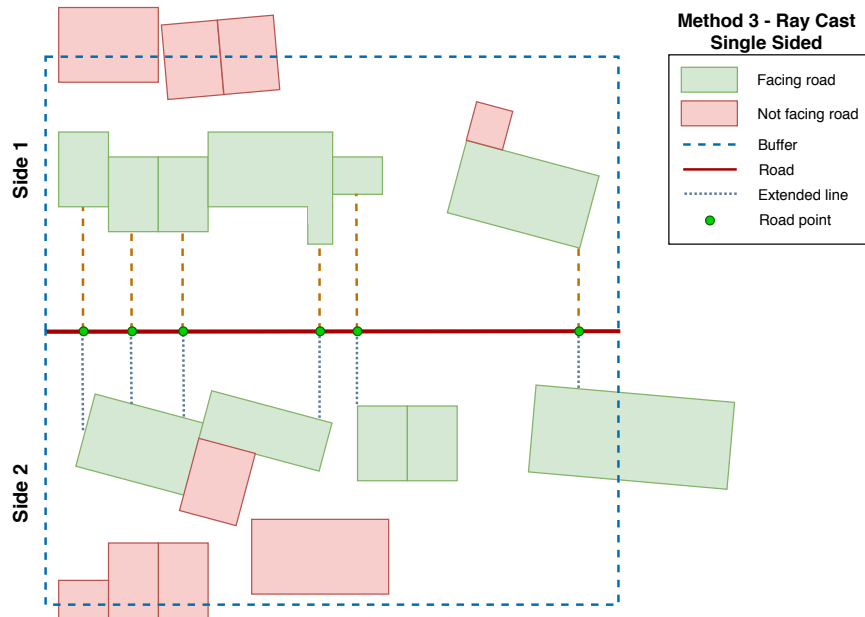 Method 3 - Ray Cast
Single Sided
Facing road
Not facing road
Buffer
Road
Extended line
Road point
Side 1
Side 2